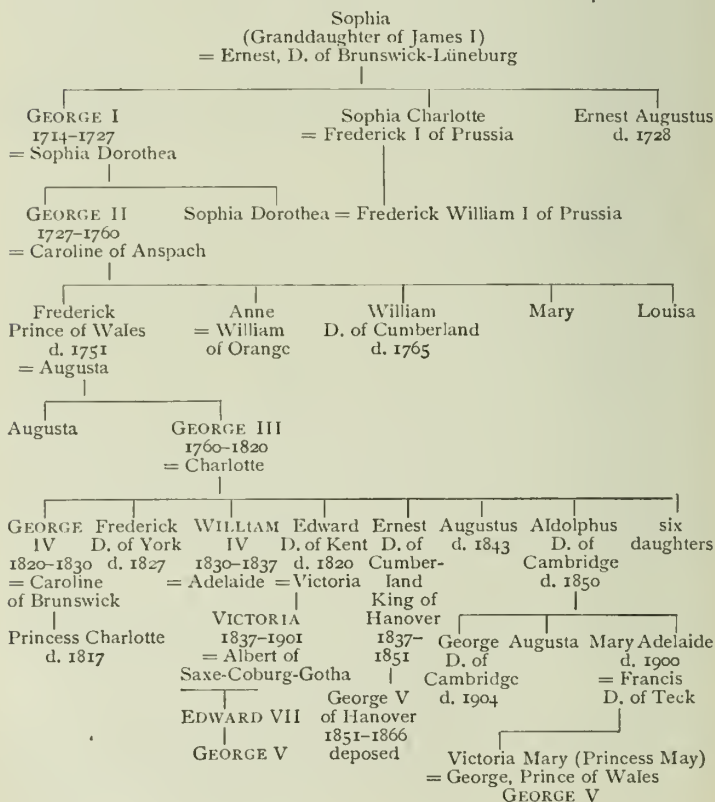 Sophia
(Granddaughter of James I)
= Ernest, D. of Brunswick-Lüneburg
GEORGE I
1714-1727
= Sophia Dorothea
Sophia Charlotte
= Frederick I of Prussia
Ernest Augustus
d. 1728
GEORGE II
1727-1760
= Caroline of Anspach
Sophia Dorothea = Frederick William I of Prussia
Frederick
Prince of Wales
d. 1751
= Augusta
Anne
= William
of Orange
William
D. of Cumberland
d. 1765
Mary
Louisa
Augusta
GEORGE III
1760-1820
= Charlotte
GEORGE
IV
1820-1830
= Caroline
of Brunswick
Princess Charlotte
d. 1817
Frederick
D. of York
d. 1827
WILLIAM
IV
1830-1837
= Adelaide
Edward
D. of Kent
d. 1820
=Victoria
VICTORIA
1837-1901
= Albert of
Saxe-Coburg-Gotha
EDWARD VII
GEORGE V
Ernest
D. of
Cumber-
land
King of
Hanover
1837-
1851
George V
of Hanover
1851-1866
deposed
Augustus
d. 1843
Aldolphus
D. of
Cambridge
d. 1850
six
daughters
George
D. of
Cambridge
d. 1904
Augusta
Mary Adelaide
d. 1900
= Francis
D. of Teck
Victoria Mary (Princess May)
= George, Prince of Wales
GEORGE V